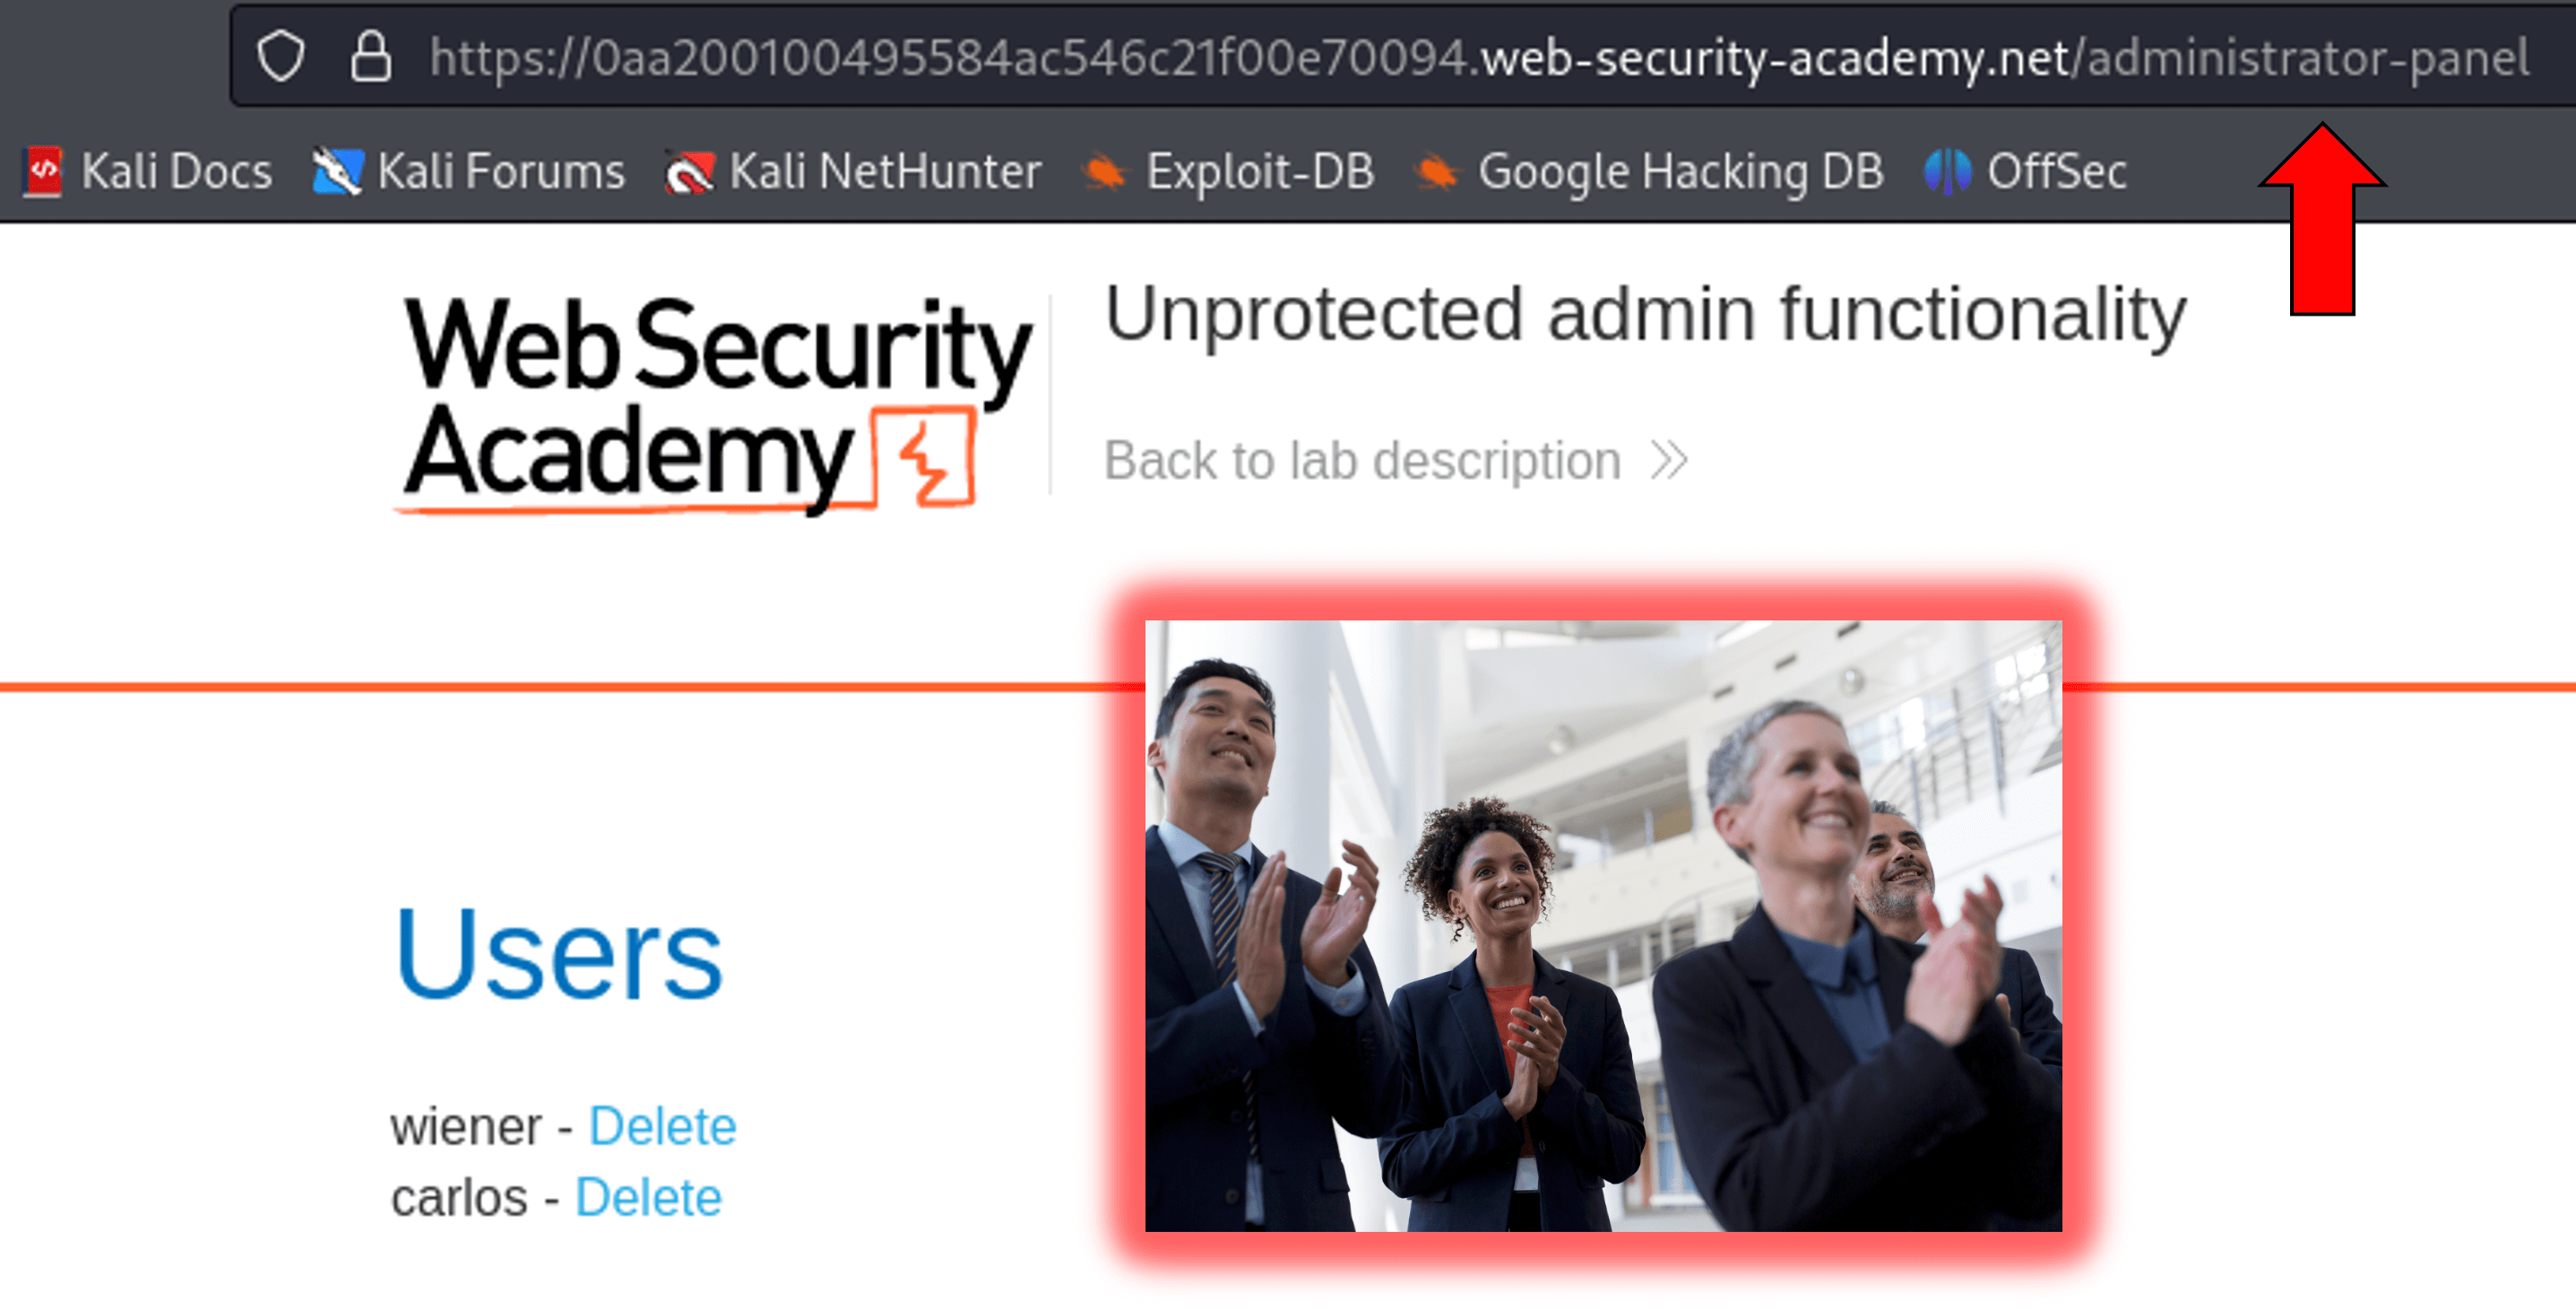 https://0aa200100495584ac546c21f00e70094.web-security-academy.net/administrator-panel
Kali Docs Kali Forums Kali NetHunter Exploit-DB Google Hacking DB OffSec
Web Security
Academy
Unprotected admin functionality
Back to lab description
Users
wiener - Delete
carlos - Delete